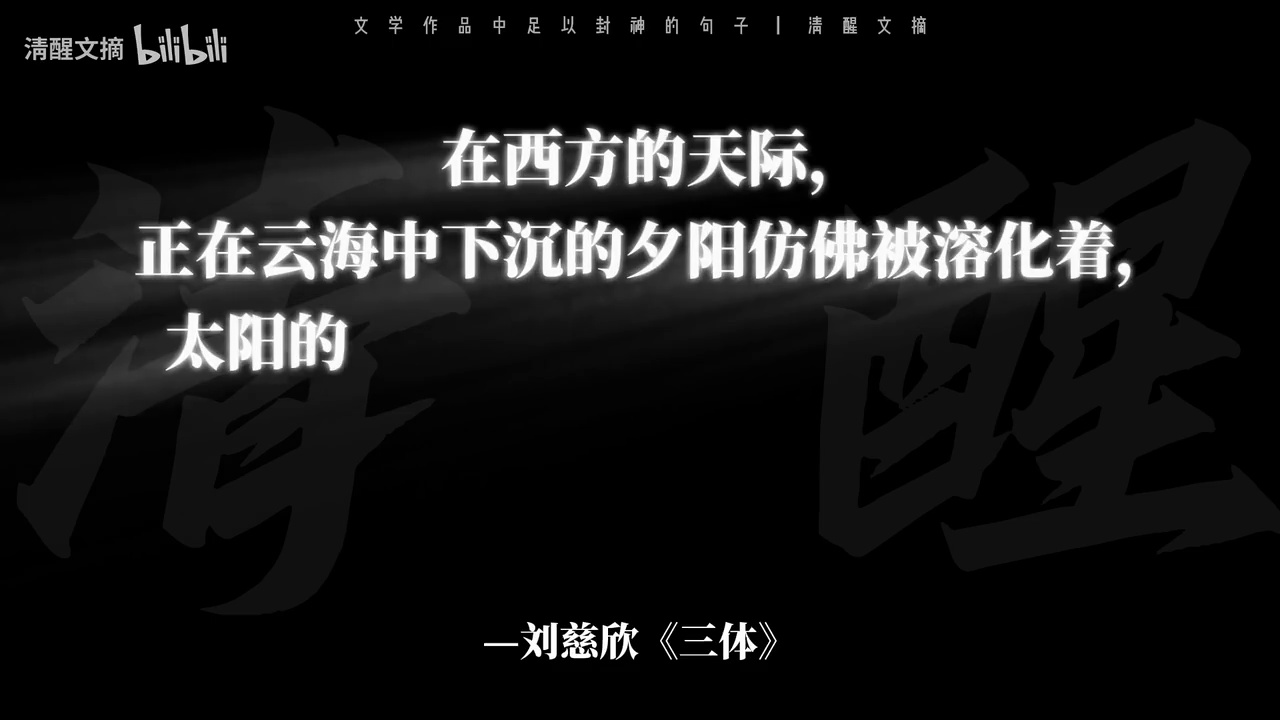 文学作品中足以封神的句子|清醒文摘
清醒文摘 bilibili
清醒
在西方的天际,
正在云海中下沉的夕阳仿佛被溶化着,
太阳的
—刘慈欣《三体》